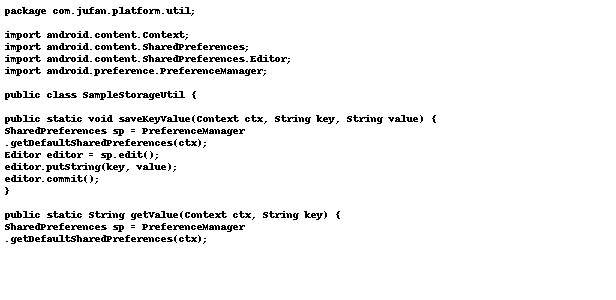 package com.jufan.platform.util;
import android.content.Context;
import android.content.SharedPreferences;
import android.content.SharedPreferences.Editor;
import android.preference.PreferenceManager;
public class SampleStorageUtil {
public static void saveKeyValue(Context ctx, String key, String value) {
SharedPreferences sp = PreferenceManager
.getDefaultSharedPreferences(ctx);
Editor editor = sp.edit();
editor.putString(key, value);
editor.commit();
}
public static String getValue(Context ctx, String key) {
SharedPreferences sp = PreferenceManager
.getDefaultSharedPreferences(ctx);